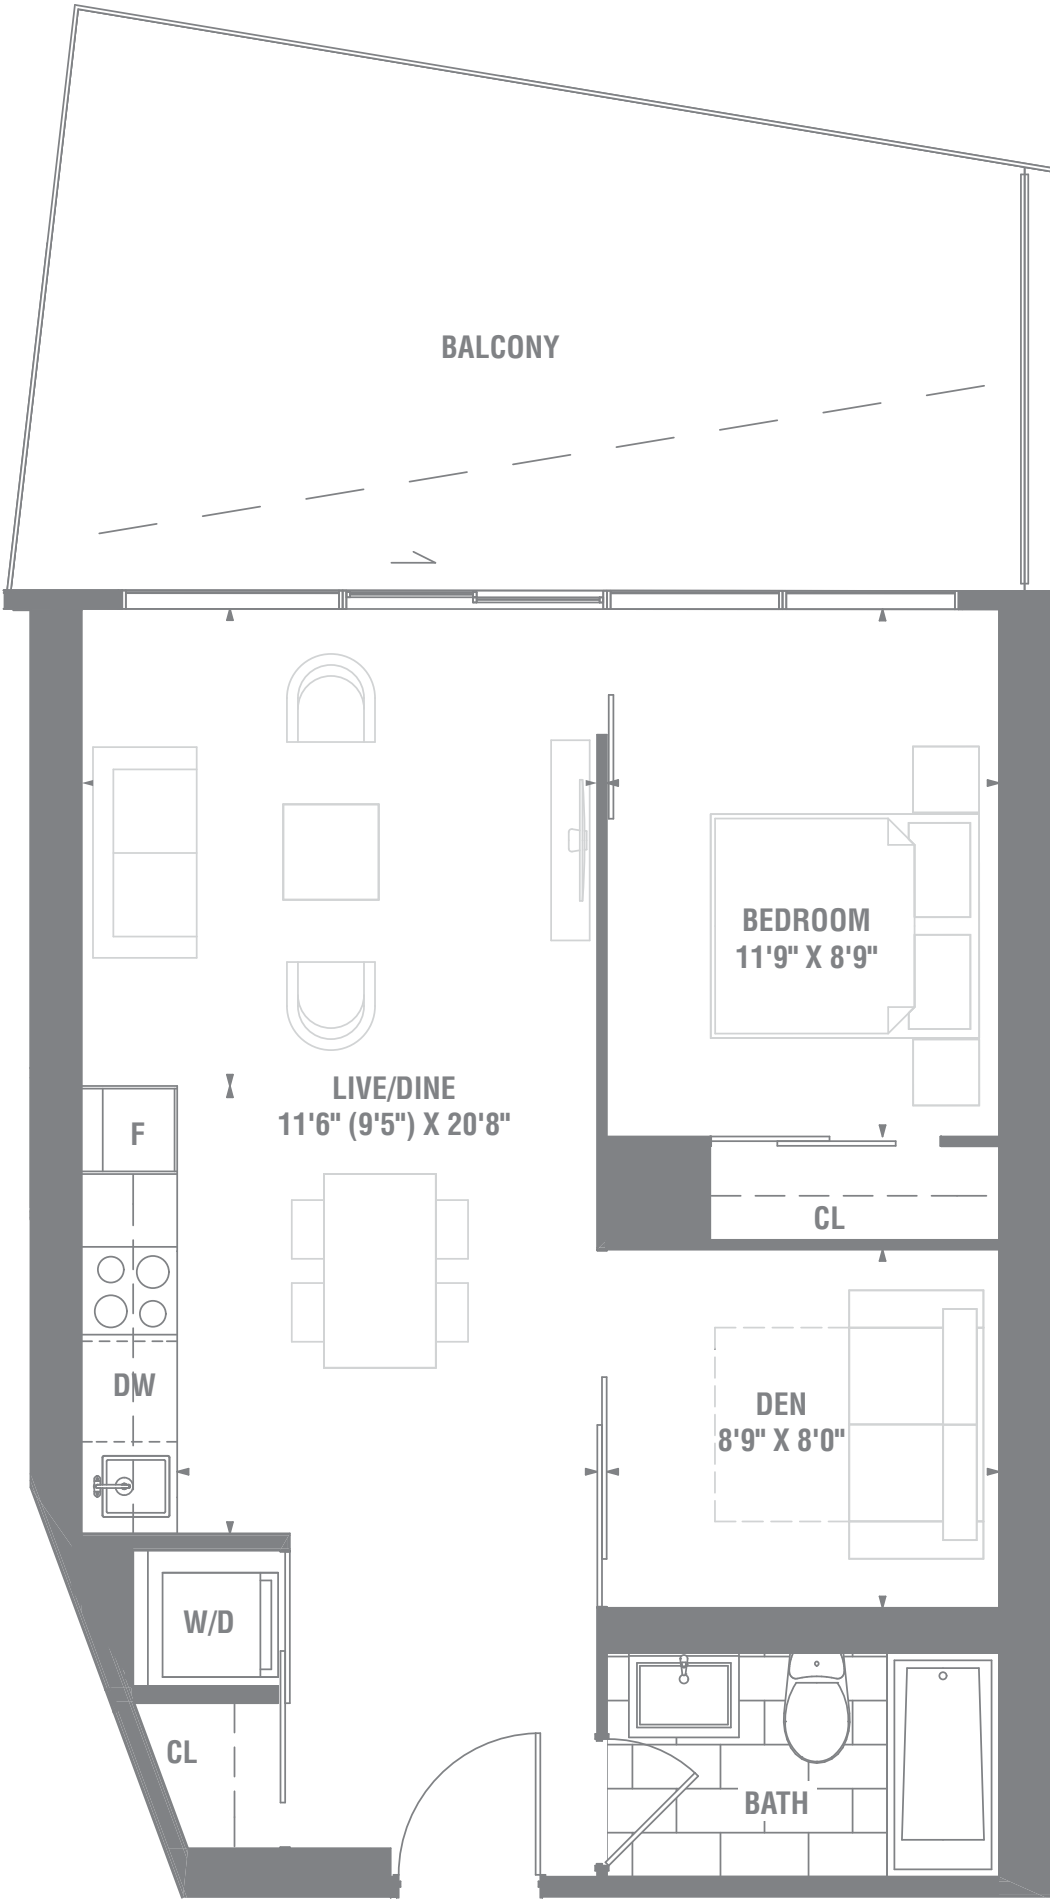 BALCONY
BEDROOM
11'9" X 8'9"
LIVE/DINE
11'6" (9'5") X 20'8"
F
CL
DW
DEN
8'9" X 8'0"
W/D
CL
BATH